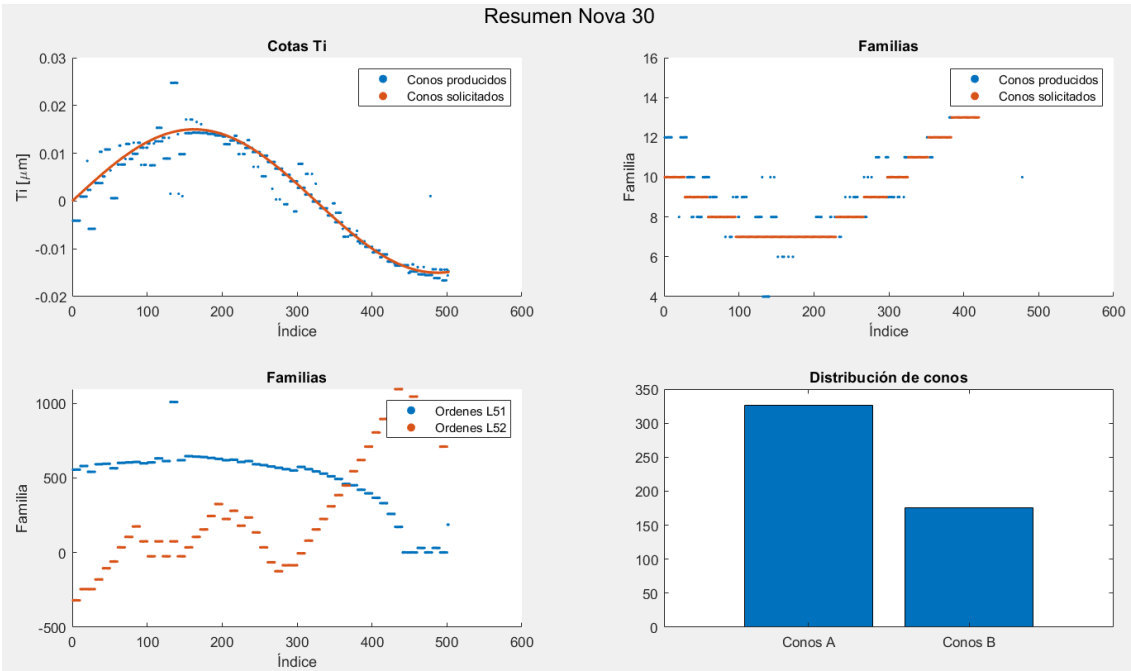 Resumen Nova 30
Cotas Ti
0.03
0.02
0.01
0
-0.01
-0.02
Ti [µm]
0
100
200
300
400
500
600
Índice
Conos producidos
Conos solicitados
Familias
16
14
12
10
8
6
4
Familia
0
100
200
300
400
500
600
Índice
Conos producidos
Conos solicitados
Familias
1000
500
0
-500
Familia
0
100
200
300
400
500
600
Índice
Ordenes L51
Ordenes L52
Distribución de conos
350
300
250
200
150
100
50
0
Conos A
Conos B